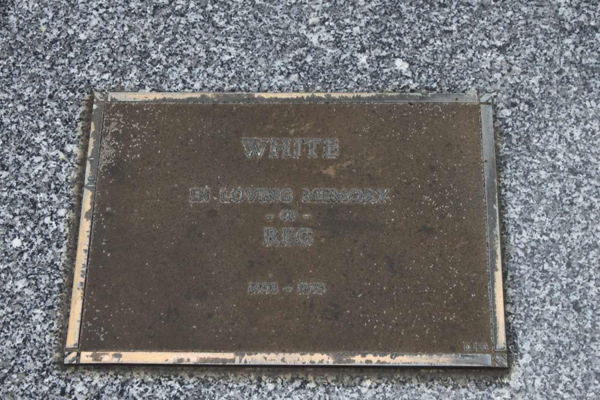 WHITE
IN LOVING MEMORY
- OF -
REG